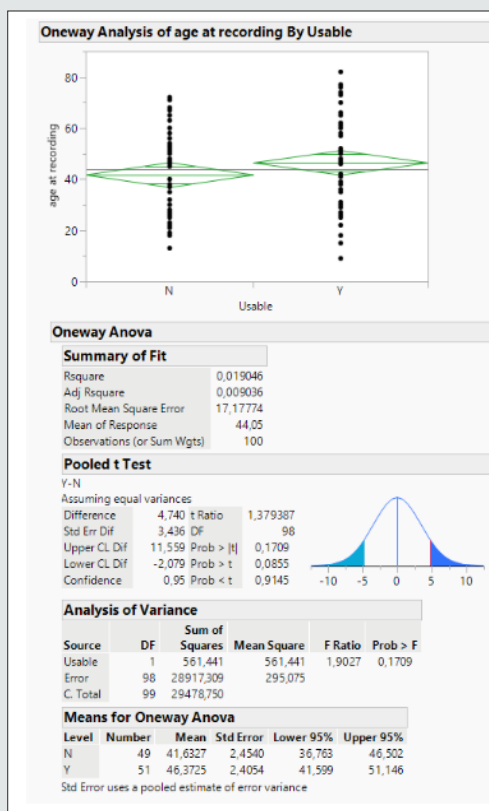 Oneway Analysis of age at recording By Usable
80
60
40
20
0
age at recording
N Y
Usable
Oneway Anova
Summary of Fit
Rsquare 0,019046
Adj Rsquare 0,009036
Root Mean Square Error 17,17774
Mean of Response 44,05
Observations (or Sum Wgts) 100
Pooled t Test
Y-N
Assuming equal variances
Difference 4,740 t Ratio 1,379387
Std Err Dif 3,436 DF 98
Upper CL Dif 11,559 Prob > |t| 0,1709
Lower CL Dif -2,079 Prob > t 0,0855
Confidence 0,95 Prob < t 0,9145
-10 -5 0 5 10
Analysis of Variance
Source DF Sum of Squares Mean Square F Ratio Prob > F
Usable 1 561,441 561,441 1,9027 0,1709
Error 98 28917,309 295,075
C. Total 99 29478,750
Means for Oneway Anova
Level Number Mean Std Error Lower 95% Upper 95%
N 49 41,6327 2,4540 36,763 46,502
Y 51 46,3725 2,4054 41,599 51,146
Std Error uses a pooled estimate of error variance